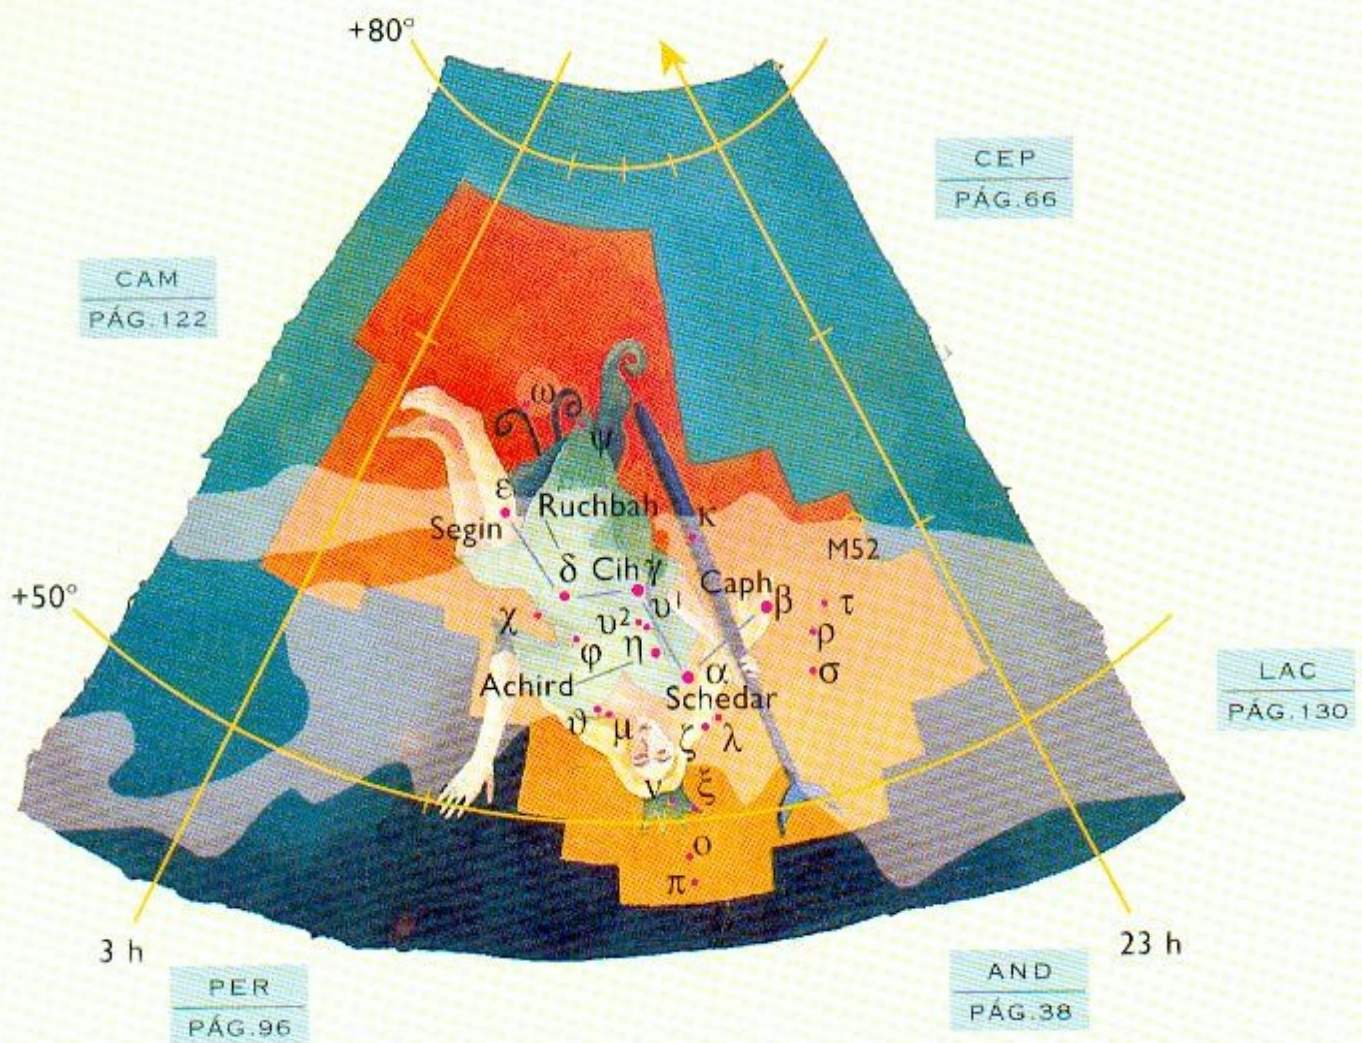 +80°
CEP
PÁG.66
CAM
PÁG.122
ω
ψ
ε
Ruchbah
κ
Segin
M52
δ Cih γ
Caph
β
τ
+50°
χ
υ²
υ¹
ρ
φ
η
α
σ
Achird
Schedar
LAC
PÁG.130
ϑ
μ
ζ
λ
ν
ξ
ο
π
3 h
23 h
PER
PÁG.96
AND
PÁG.38